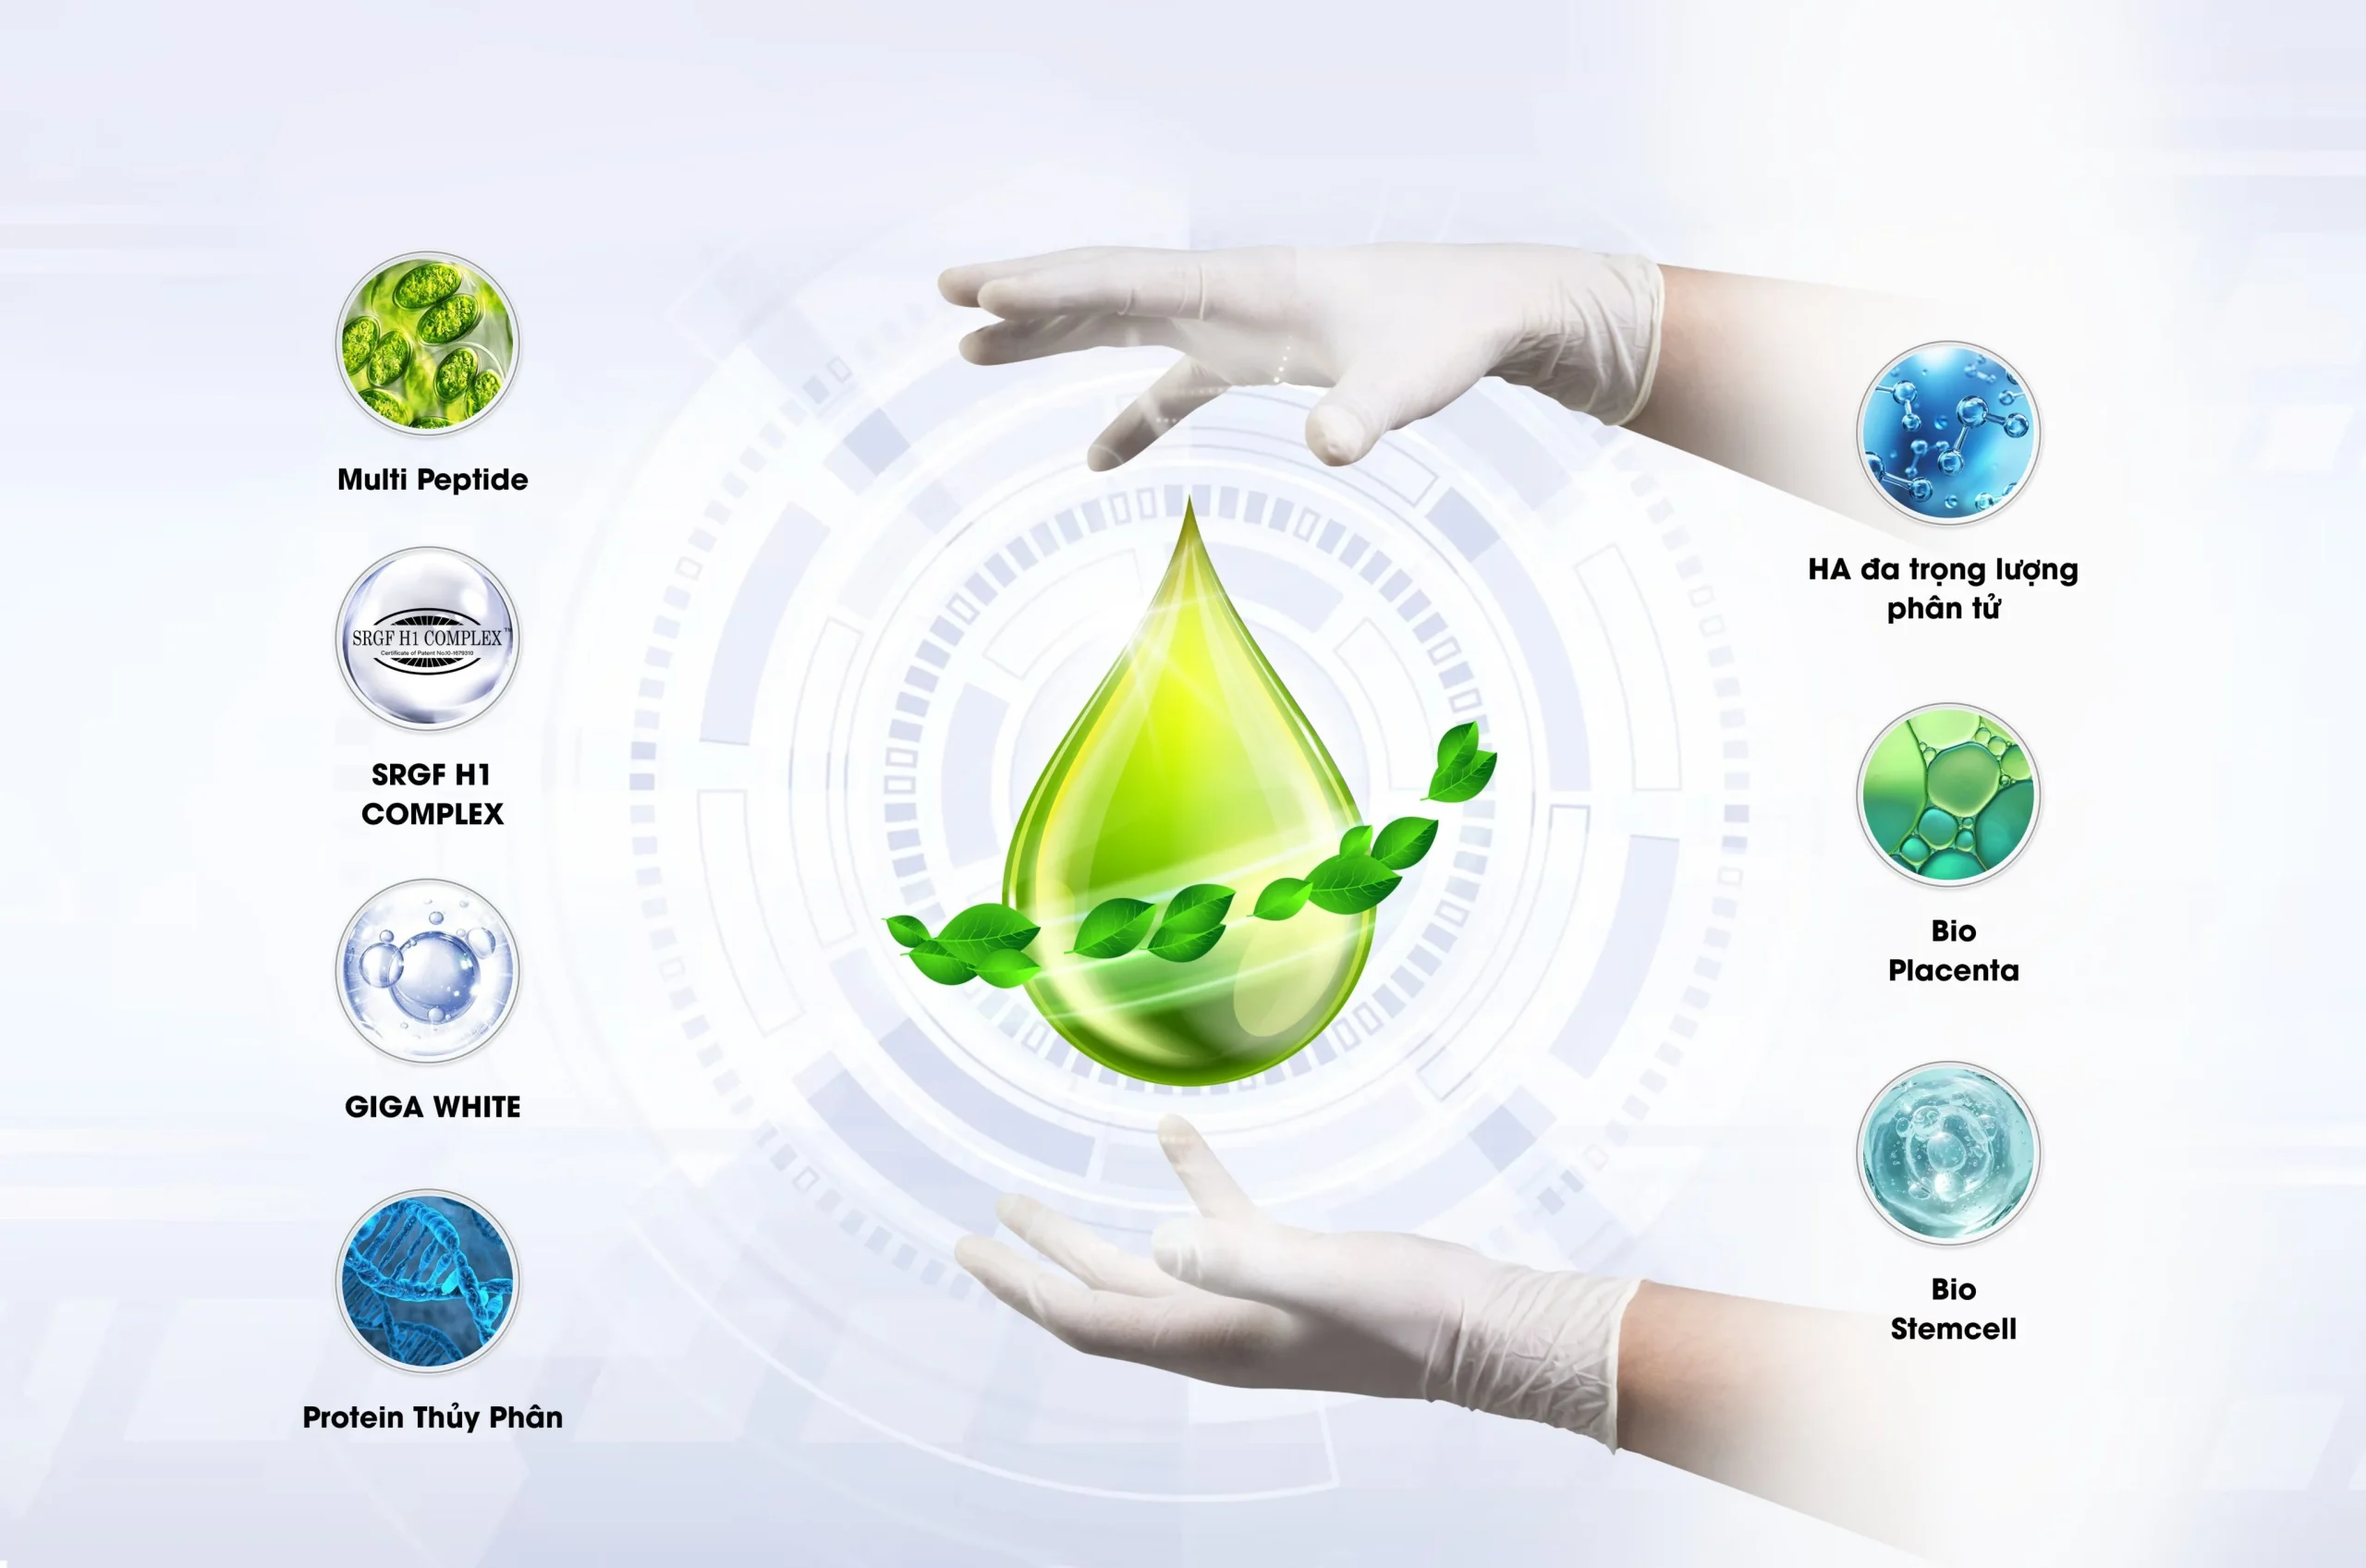 Multi Peptide
SRGF H1 COMPLEX™
SRGF H1
COMPLEX
GIGA WHITE
Protein Thủy Phân
HA đa trọng lượng
phân tử
Bio
Placenta
Bio
Stemcell